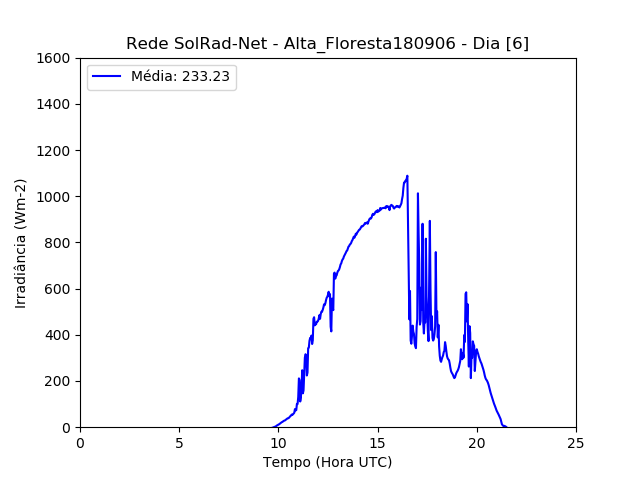 Rede SolRad-Net - Alta_Floresta180906 - Dia [6]
Média: 233.23
1600
1400
1200
1000
800
600
400
200
0
Irradiância (Wm-2)
0 5 10 15 20 25
Tempo (Hora UTC)